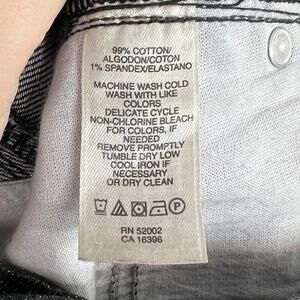 99% COTTON/
ALGODON/COTON
1% SPANDEX/ELASTANO
MACHINE WASH COLD
WASH WITH LIKE
COLORS
DELICATE CYCLE
NON-CHLORINE BLEACH
FOR COLORS, IF
NEEDED
REMOVE PROMPTLY
TUMBLE DRY LOW
COOL IRON IF
NECESSARY
OR DRY CLEAN
RN 52002
CA 16396